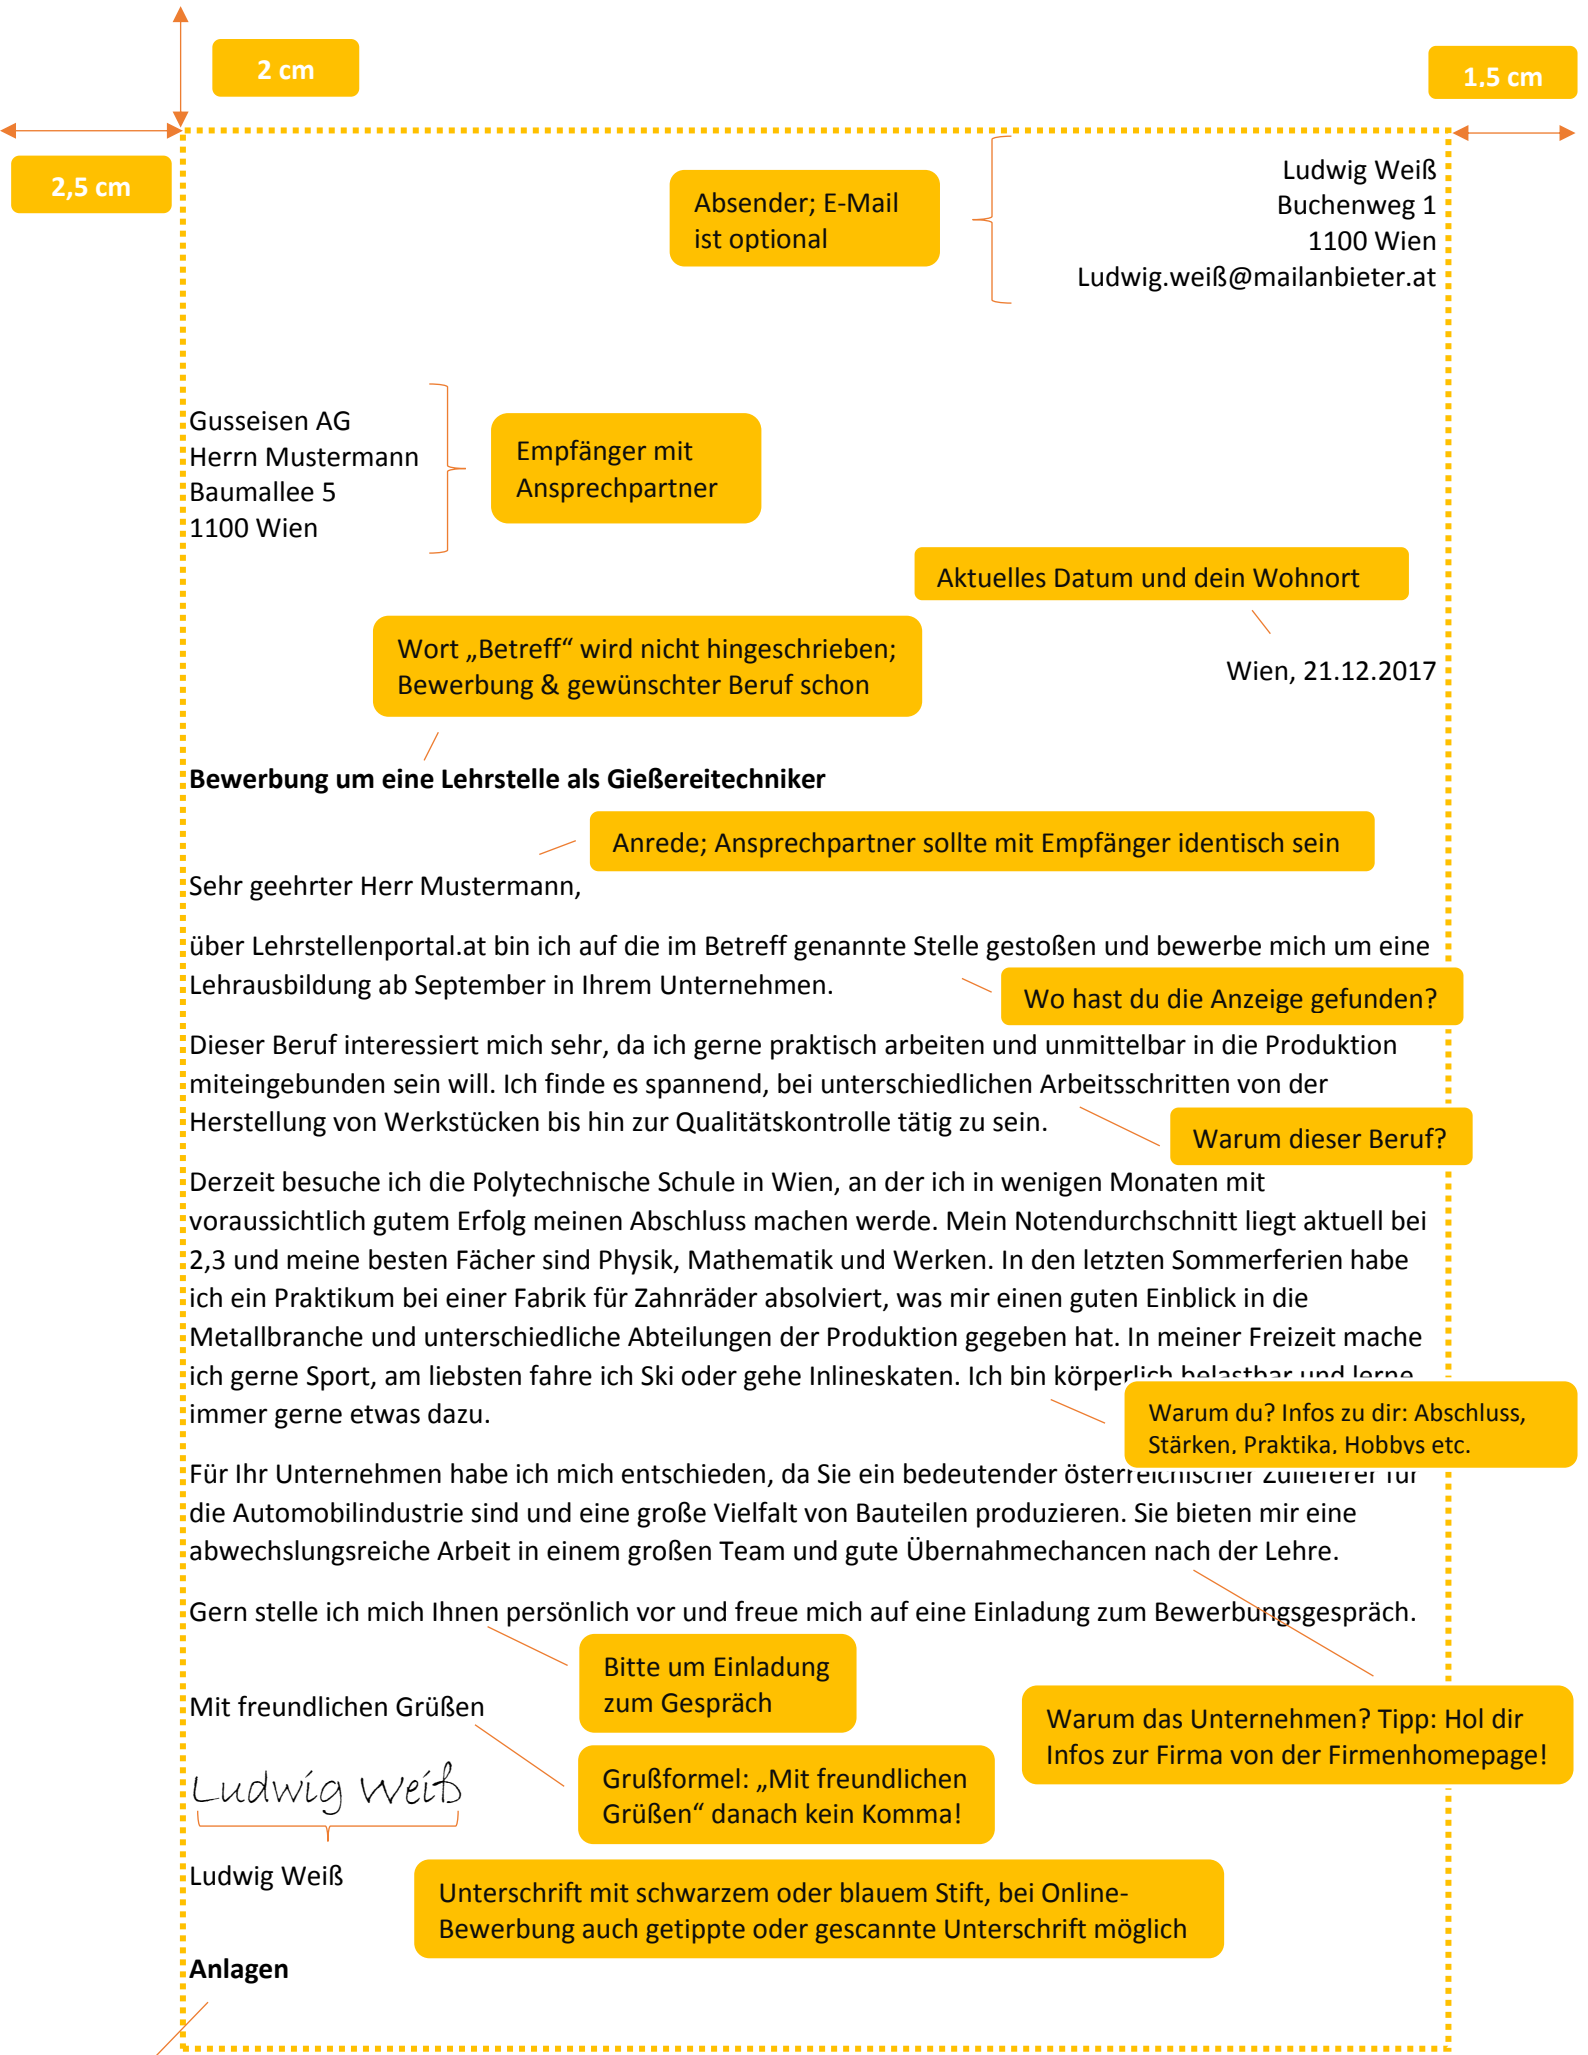 2 cm
1,5 cm
2,5 cm
Absender; E-Mail
ist optional
Ludwig Weiß
Buchenweg 1
1100 Wien
Ludwig.weiß@mailanbieter.at
Gusseisen AG
Herrn Mustermann
Baumallee 5
1100 Wien
Empfänger mit
Ansprechpartner
Aktuelles Datum und dein Wohnort
Wort „Betreff“ wird nicht hingeschrieben;
Bewerbung & gewünschter Beruf schon
Wien, 21.12.2017
Bewerbung um eine Lehrstelle als Gießereitechniker
Anrede; Ansprechpartner sollte mit Empfänger identisch sein
Sehr geehrter Herr Mustermann,
über Lehrstellenportal.at bin ich auf die im Betreff genannte Stelle gestoßen und bewerbe mich um eine
Lehrausbildung ab September in Ihrem Unternehmen.
Wo hast du die Anzeige gefunden?
Dieser Beruf interessiert mich sehr, da ich gerne praktisch arbeiten und unmittelbar in die Produktion
miteingebunden sein will. Ich finde es spannend, bei unterschiedlichen Arbeitsschritten von der
Herstellung von Werkstücken bis hin zur Qualitätskontrolle tätig zu sein.
Warum dieser Beruf?
Derzeit besuche ich die Polytechnische Schule in Wien, an der ich in wenigen Monaten mit
voraussichtlich gutem Erfolg meinen Abschluss machen werde. Mein Notendurchschnitt liegt aktuell bei
2,3 und meine besten Fächer sind Physik, Mathematik und Werken. In den letzten Sommerferien habe
ich ein Praktikum bei einer Fabrik für Zahnräder absolviert, was mir einen guten Einblick in die
Metallbranche und unterschiedliche Abteilungen der Produktion gegeben hat. In meiner Freizeit mache
ich gerne Sport, am liebsten fahre ich Ski oder gehe Inlineskaten. Ich bin körperlich belastbar und lerne
immer gerne etwas dazu.
Warum du? Infos zu dir: Abschluss,
Stärken, Praktika, Hobbys etc.
Für Ihr Unternehmen habe ich mich entschieden, da Sie ein bedeutender österreichischer Zulieferer für
die Automobilindustrie sind und eine große Vielfalt von Bauteilen produzieren. Sie bieten mir eine
abwechslungsreiche Arbeit in einem großen Team und gute Übernahmechancen nach der Lehre.
Gern stelle ich mich Ihnen persönlich vor und freue mich auf eine Einladung zum Bewerbungsgespräch.
Bitte um Einladung
zum Gespräch
Mit freundlichen Grüßen
Warum das Unternehmen? Tipp: Hol dir
Infos zur Firma von der Firmenhomepage!
Grußformel: „Mit freundlichen
Grüßen“ danach kein Komma!
Ludwig Weiß
Ludwig Weiß
Unterschrift mit schwarzem oder blauem Stift, bei Online-
Bewerbung auch getippte oder gescannte Unterschrift möglich
Anlagen